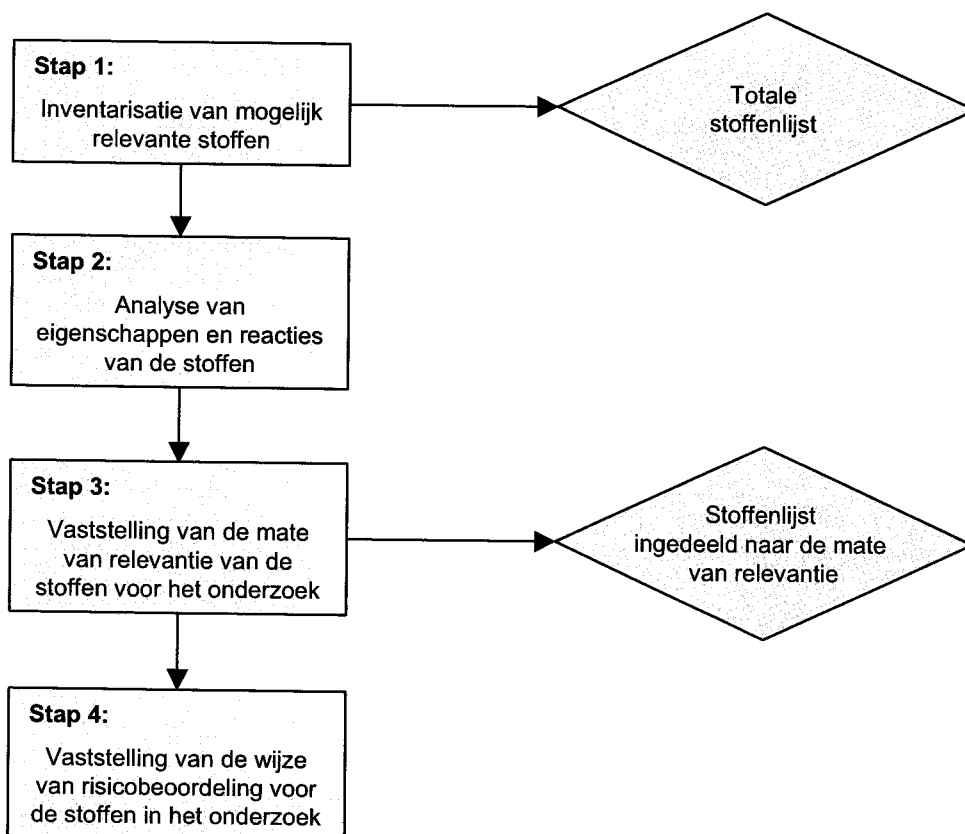 Stap 1:
Inventarisatie van mogelijk
relevante stoffen
Totale
stoffenlijst
Stap 2:
Analyse van
eigenschappen en reacties
van de stoffen
Stap 3:
Vaststelling van de mate
van relevantie van de
stoffen voor het onderzoek
Stoffenlijst
ingedeeld naar de mate
van relevantie
Stap 4:
Vaststelling van de wijze
van risicobeoordeling voor
de stoffen in het onderzoek